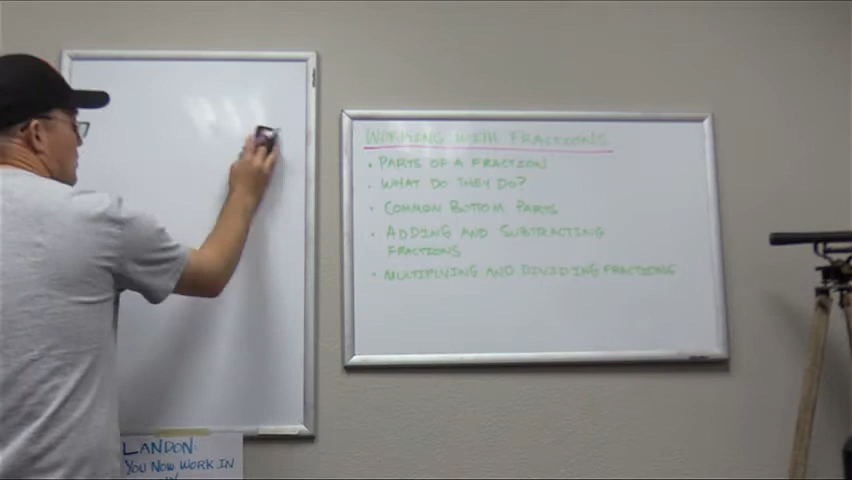 WORKING WITH FRACTIONS
• PARTS OF A FRACTION
• WHAT DO THEY DO?
• COMMON BOTTOM PARTS
• ADDING AND SUBTRACTING
FRACTIONS
• MULTIPLYING AND DIVIDING FRACTIONS
LANDON:
YOU NOW WORK IN